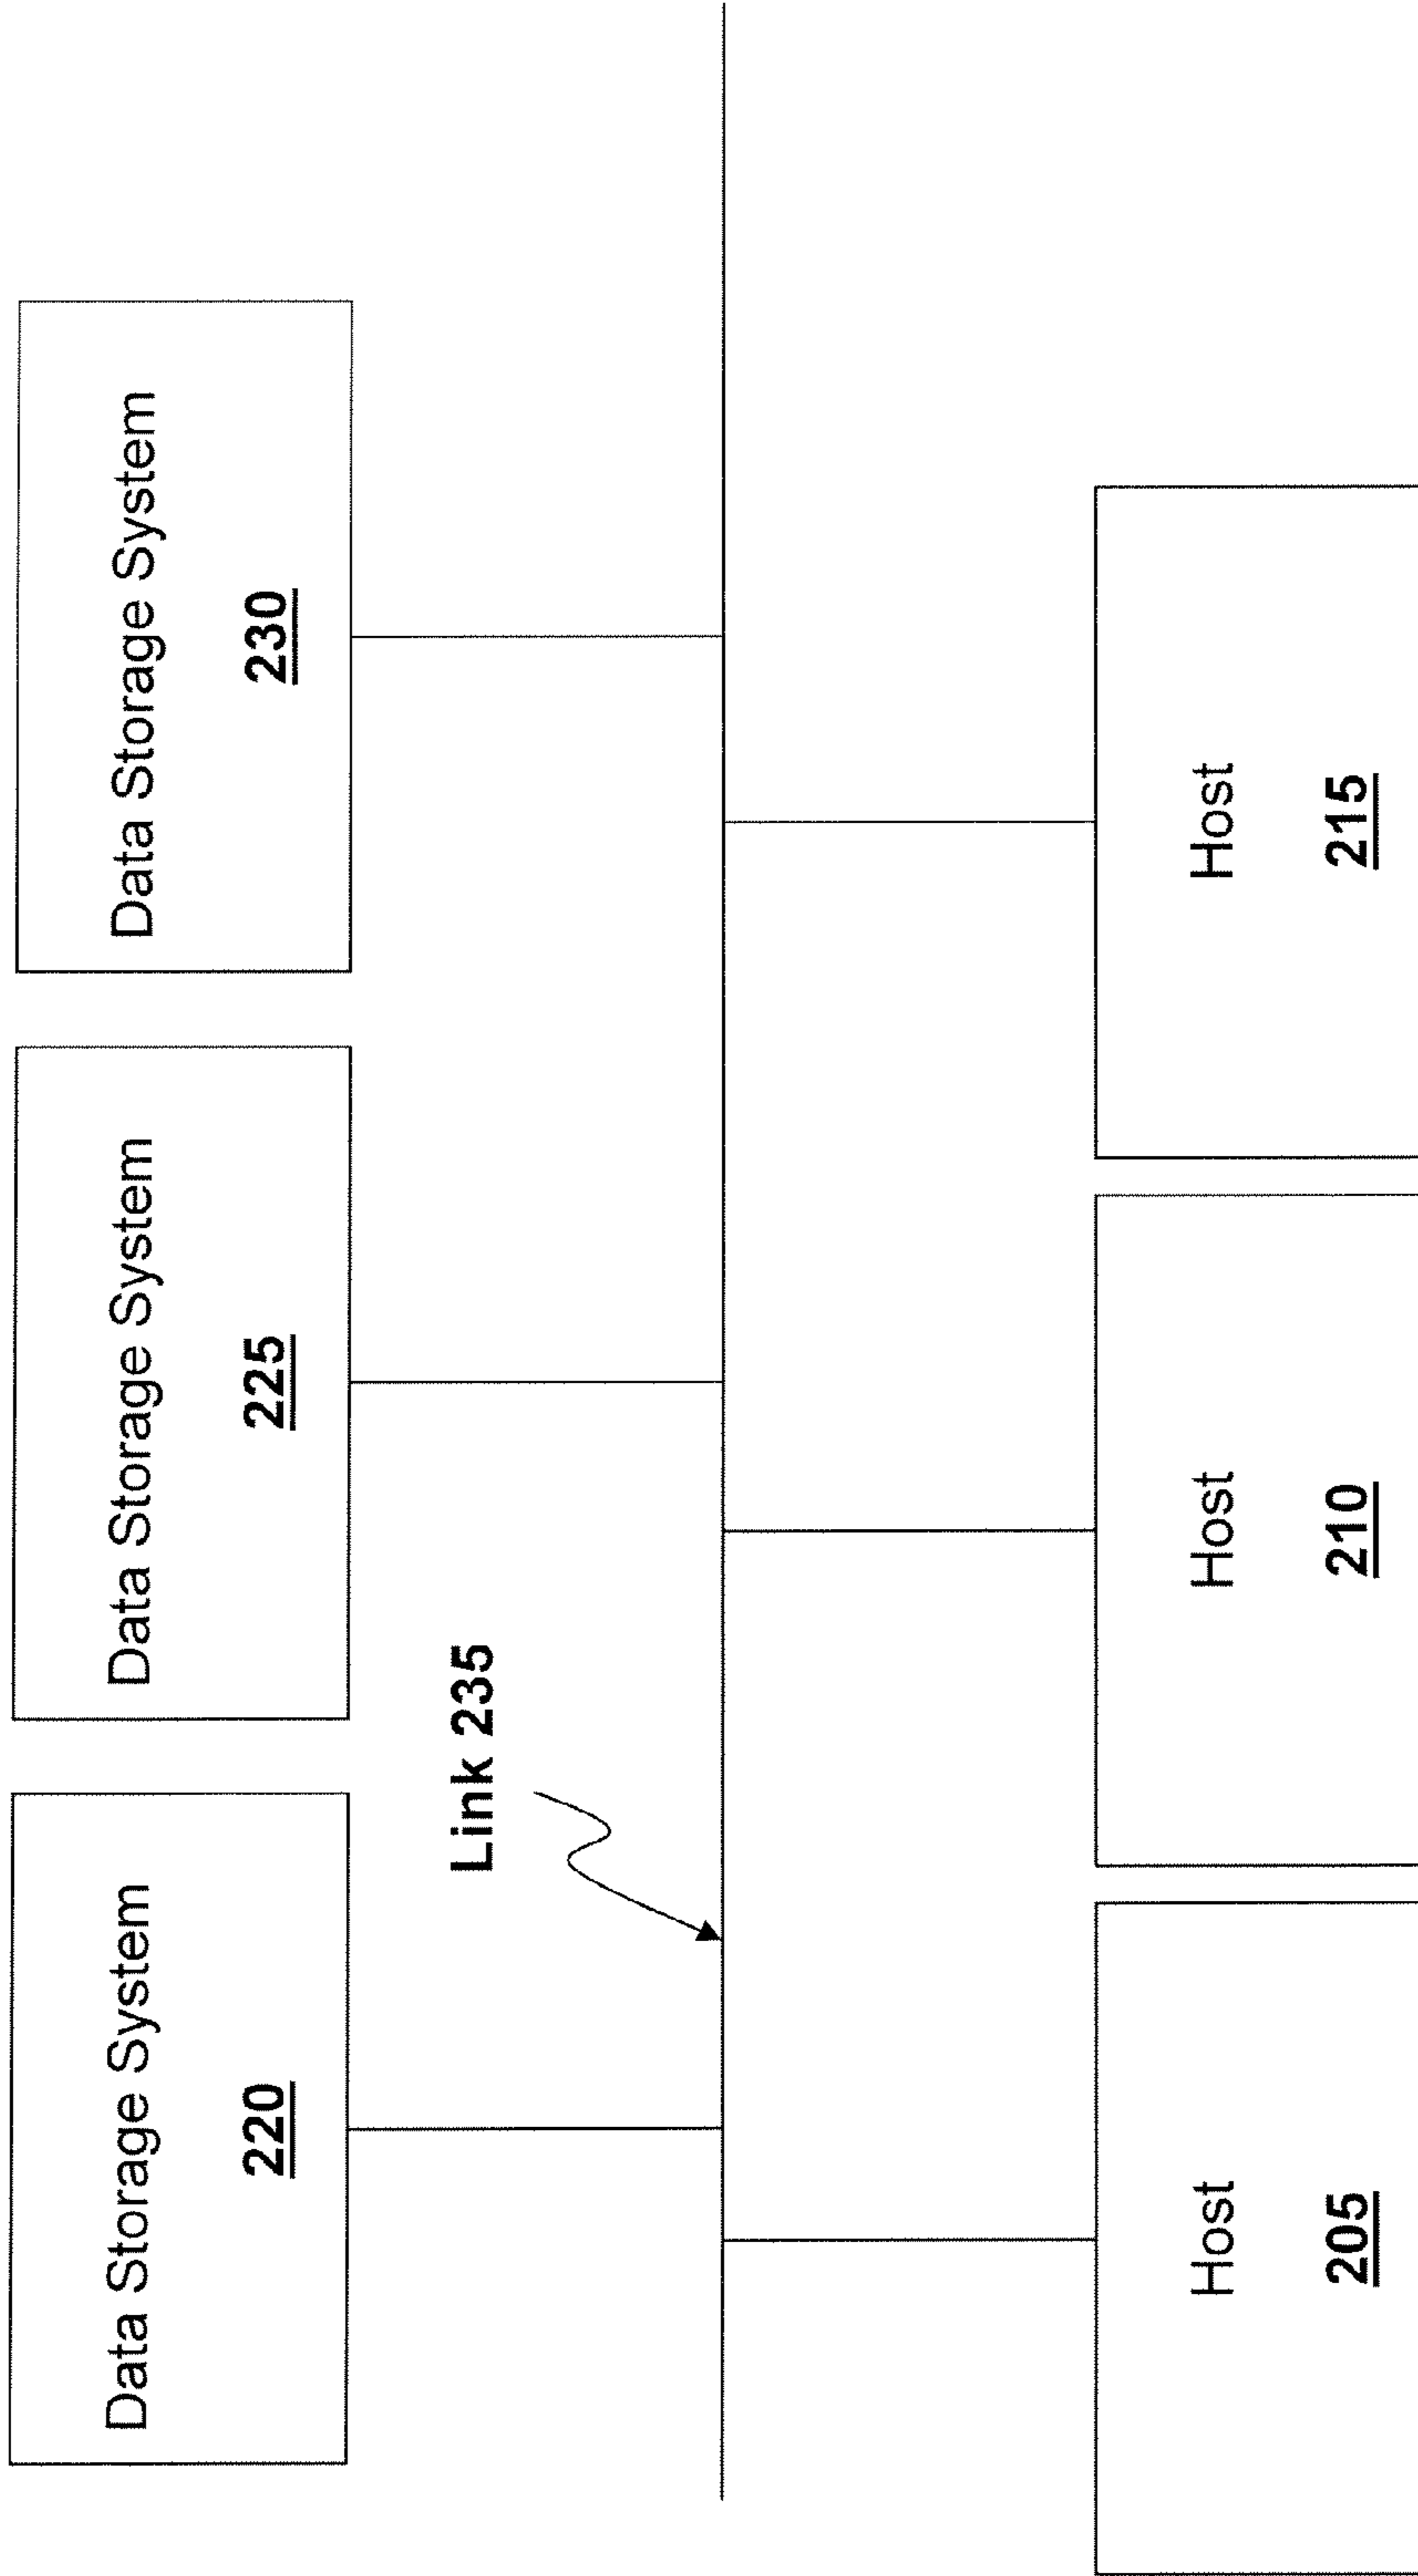 Data Storage System
220
Data Storage System
225
Data Storage System
230
Link 235
Host
205
Host
210
Host
215